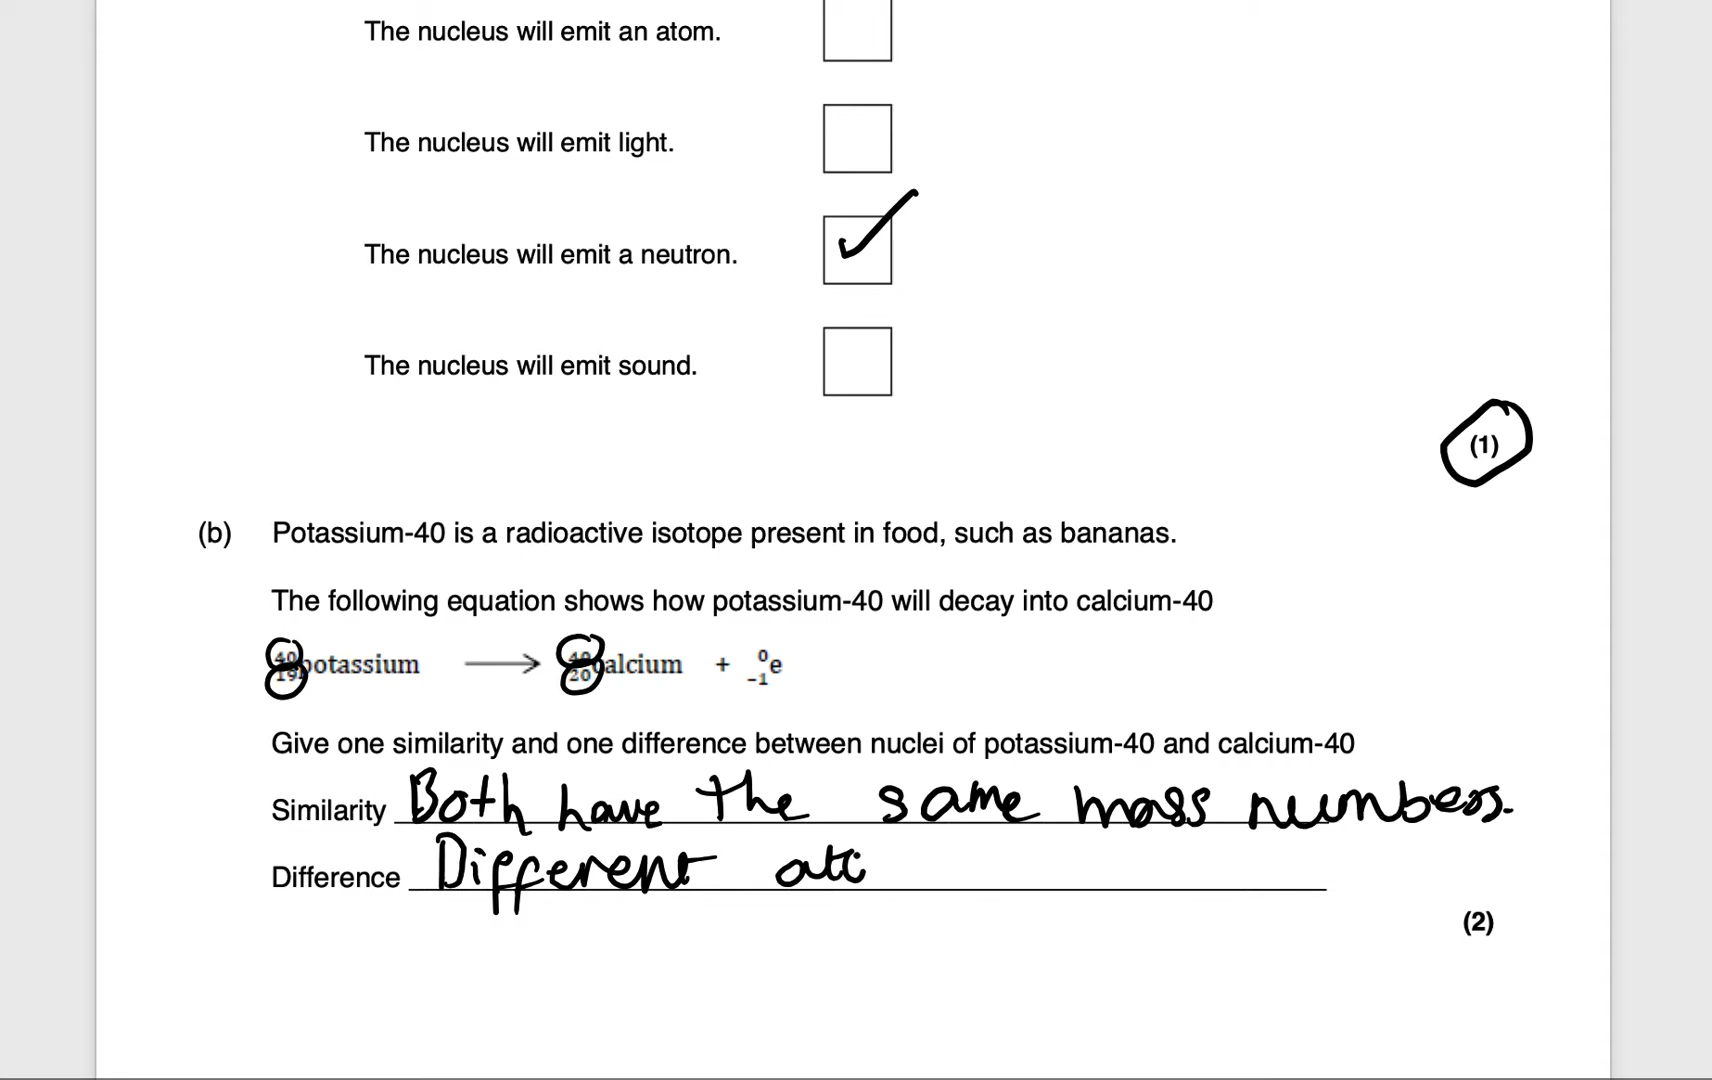 The nucleus will emit an atom.
The nucleus will emit light.
The nucleus will emit a neutron.
The nucleus will emit sound.
(1)
(b) Potassium-40 is a radioactive isotope present in food, such as bananas.
The following equation shows how potassium-40 will decay into calcium-40
40 19 potassium ⟶ 40 20 calcium + 0 -1 e
Give one similarity and one difference between nuclei of potassium-40 and calcium-40
Similarity Both have the same mass numbers.
Difference Different ato
(2)